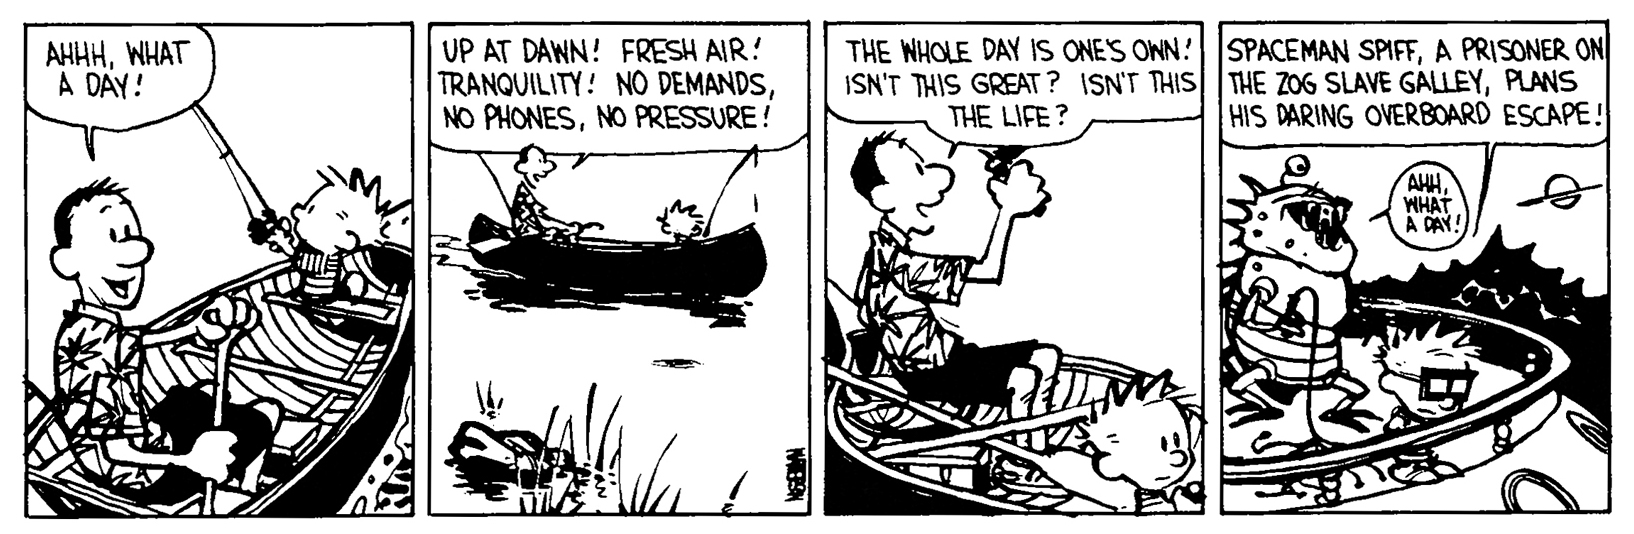 AHHH, WHAT
A DAY!
UP AT DAWN! FRESH AIR!
TRANQUILITY! NO DEMANDS,
NO PHONES, NO PRESSURE!
THE WHOLE DAY IS ONE'S OWN!
ISN'T THIS GREAT? ISN'T THIS
THE LIFE?
SPACEMAN SPIFF, A PRISONER ON
THE ZOG SLAVE GALLEY, PLANS
HIS DARING OVERBOARD ESCAPE!
AHH,
WHAT
A DAY!